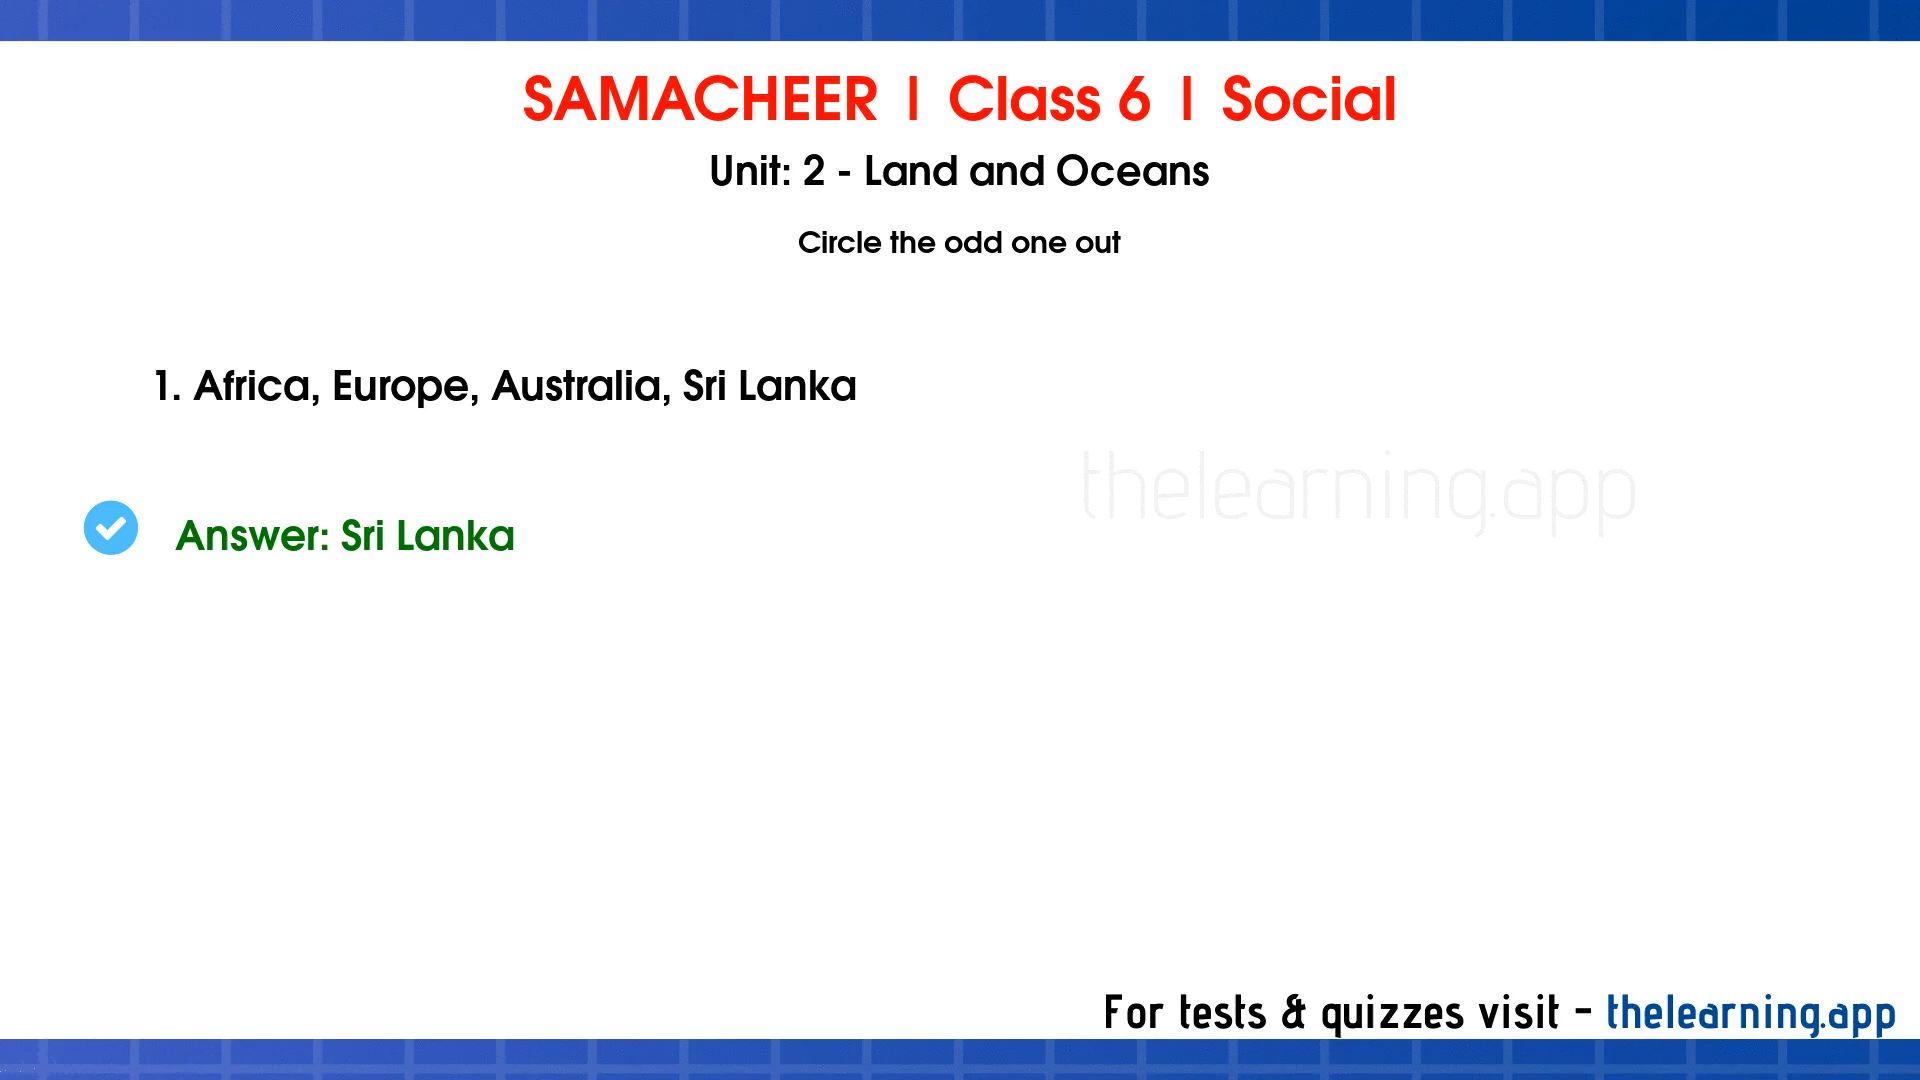 SAMACHEER | Class 6 | Social
Unit: 2 - Land and Oceans
Circle the odd one out
1. Africa, Europe, Australia, Sri Lanka
thelearning.app
Answer: Sri Lanka
For tests & quizzes visit - thelearning.app